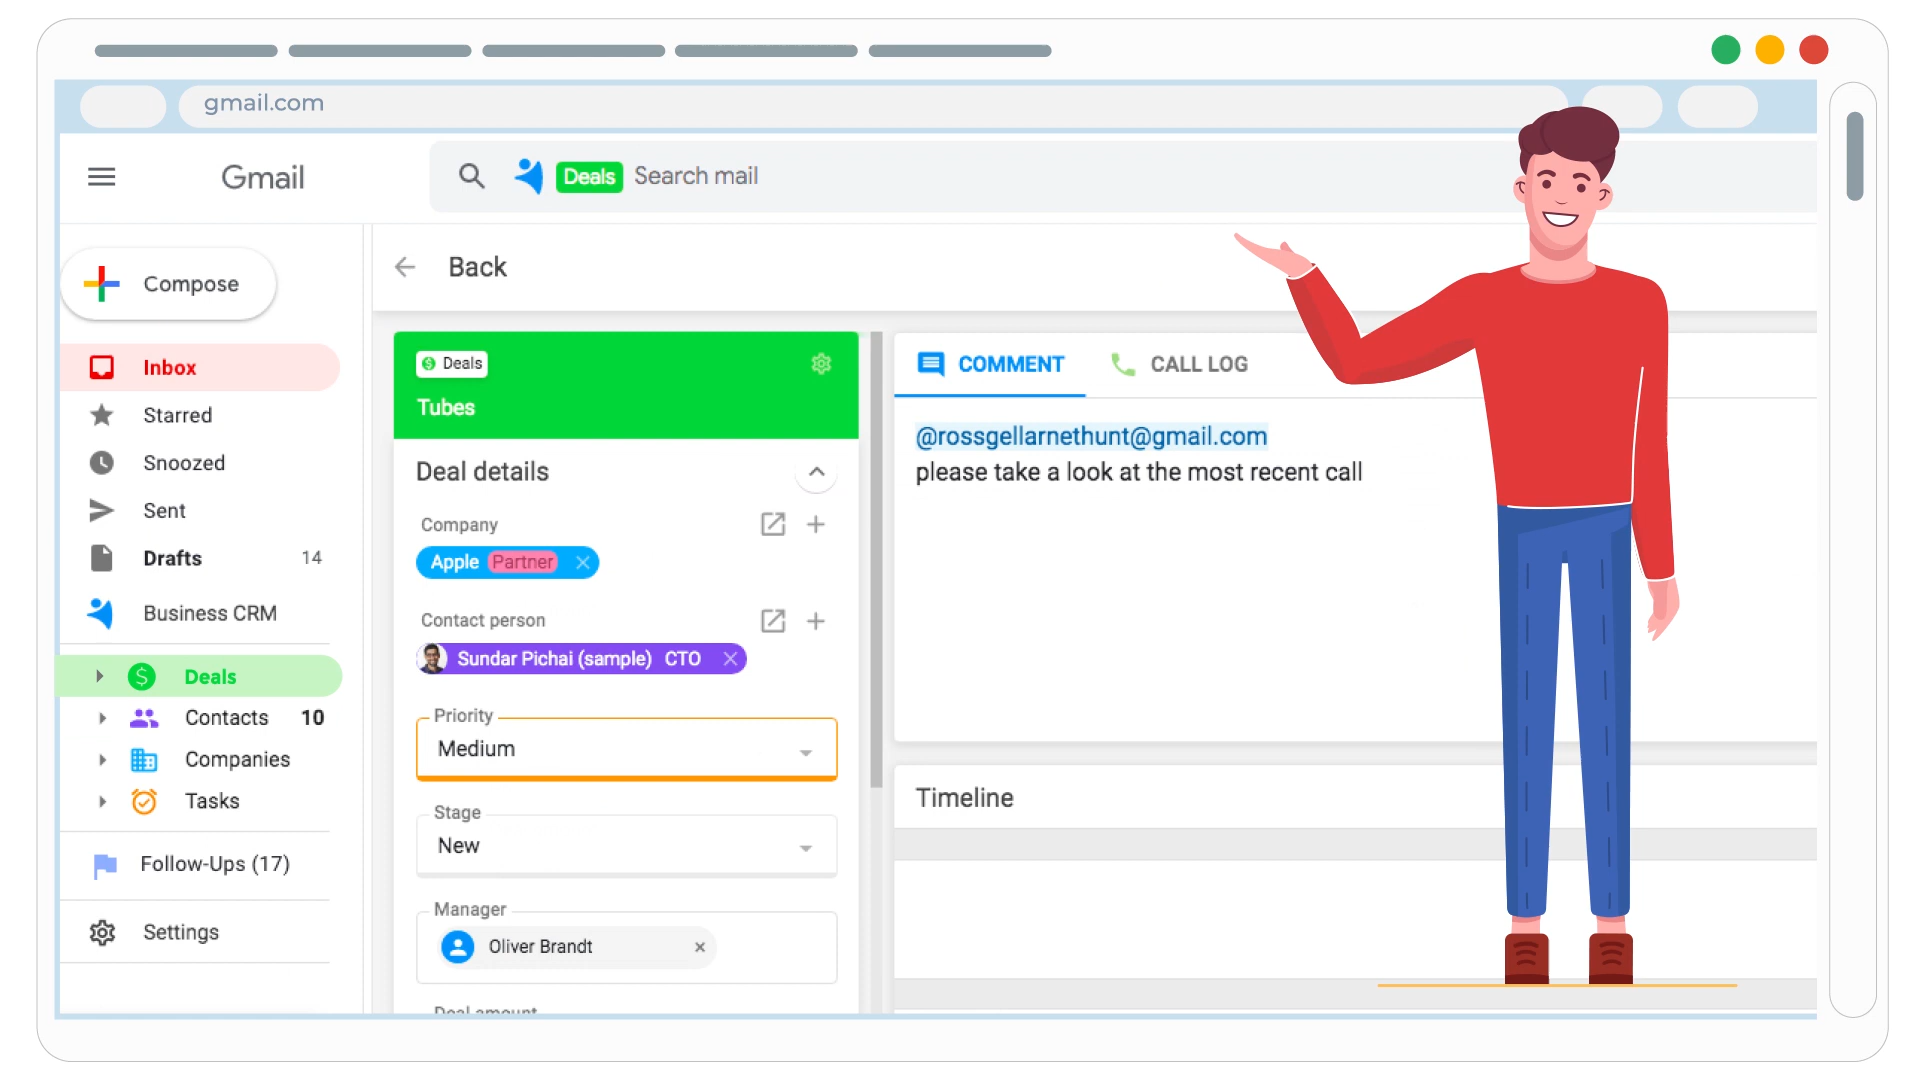 gmail.com
Gmail
Deals Search mail
Compose
Inbox
Starred
Snoozed
Sent
Drafts 14
Business CRM
Deals
Contacts 10
Companies
Tasks
Follow-Ups (17)
Settings
Back
Deals
Tubes
Deal details
Company
Apple Partner
Contact person
Sundar Pichai (sample) CTO
Priority
Medium
Stage
New
Manager
Oliver Brandt
Deal amount
COMMENT
CALL LOG
@rossgellarnethunt@gmail.com
please take a look at the most recent call
Timeline